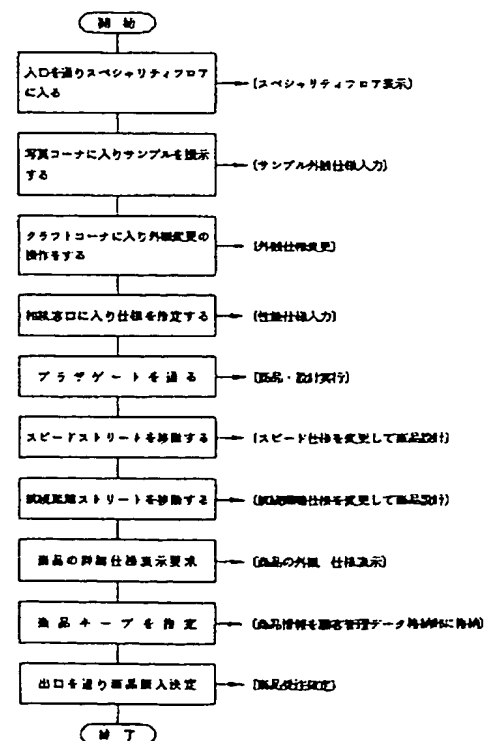 開始
入口を通りスペシャリティフロア
に入る
(スペシャリティフロア表示)
写真コーナに入りサンプルを提示
する
(サンプル外観仕様入力)
クラフトコーナに入り外観変更の
操作をする
(外観仕様変更)
相談窓口に入り仕様を指定する
(性能仕様入力)
プラザゲートを通る
(商品・設計実行)
スピードストリートを移動する
(スピード仕様を変更して商品設計)
ストリートを移動する
仕様を変更して商品設計)
商品の詳細仕様表示要求
(商品の外観 仕様表示)
商品キープを指定
(商品情報を顧客管理データ格納部に格納)
出口を通り商品購入決定
(商品発注確定)
終了